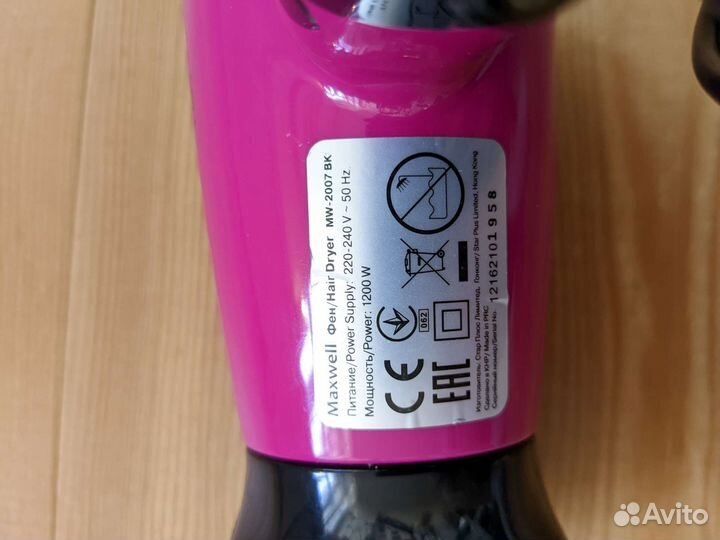 Maxwell Фен/Hair Dryer MW-2007 BK
Питание/Power Supply: 220-240 V ~ 50 Hz
Мощность/Power: 1200 W
062
CE
EAC
Изготовитель: Стар Плюс Лимитед, Гонконг/ Star Plus Limited, Hong Kong
Сделано в КНР/ Made in PRC
Серийный номер/Serial No. 12162101958
Avito